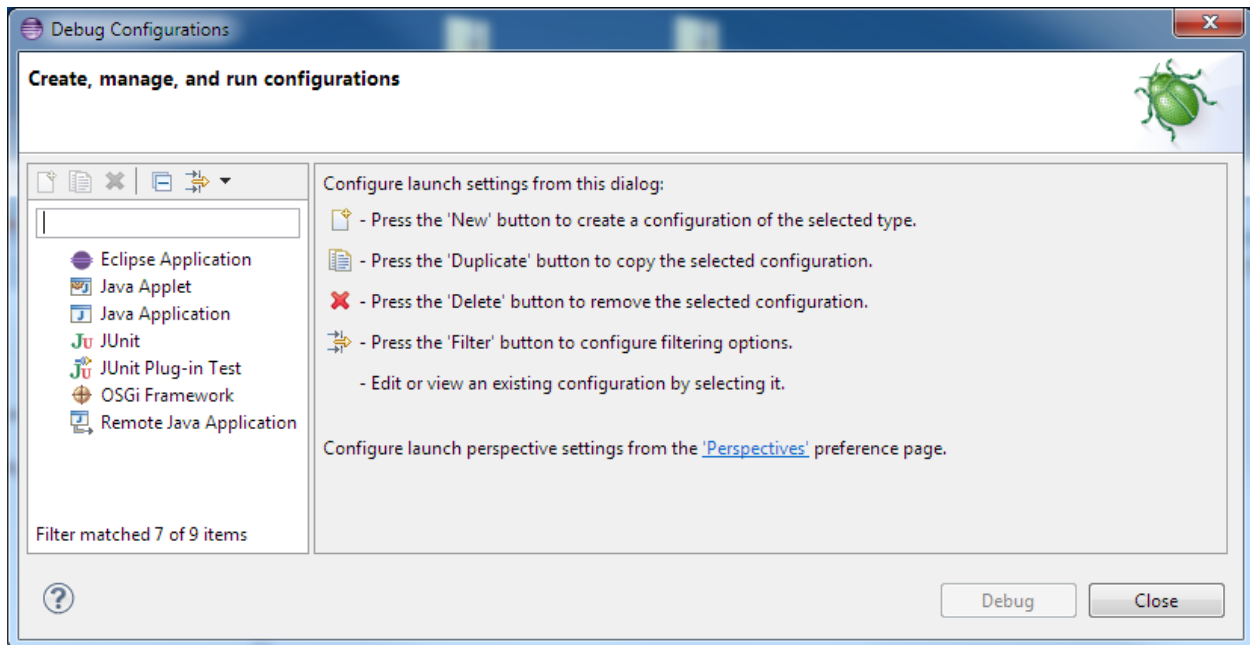 Debug Configurations
Create, manage, and run configurations
Configure launch settings from this dialog:
- Press the 'New' button to create a configuration of the selected type.
- Press the 'Duplicate' button to copy the selected configuration.
- Press the 'Delete' button to remove the selected configuration.
- Press the 'Filter' button to configure filtering options.
- Edit or view an existing configuration by selecting it.
Configure launch perspective settings from the 'Perspectives' preference page.
Eclipse Application
Java Applet
Java Application
JU JUnit
JU JUnit Plug-in Test
OSGi Framework
Remote Java Application
Filter matched 7 of 9 items
Debug
Close